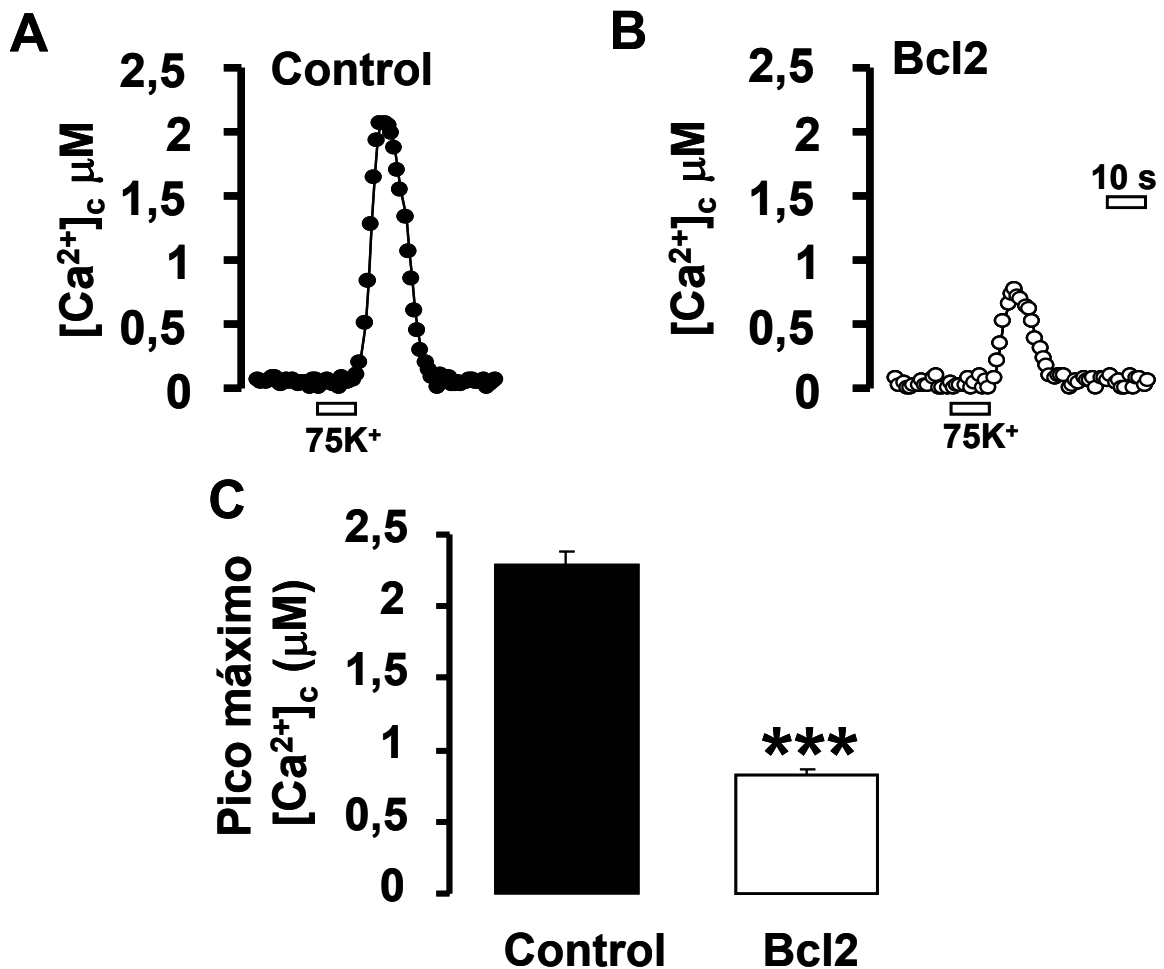 A
Control
[Ca²⁺]c μM
2,5
2
1,5
1
0,5
0
75K⁺
B
Bcl2
[Ca²⁺]c μM
2,5
2
1,5
1
0,5
0
10 s
75K⁺
C
Pico máximo
[Ca²⁺]c (μM)
2,5
2
1,5
1
0,5
0
***
Control
Bcl2